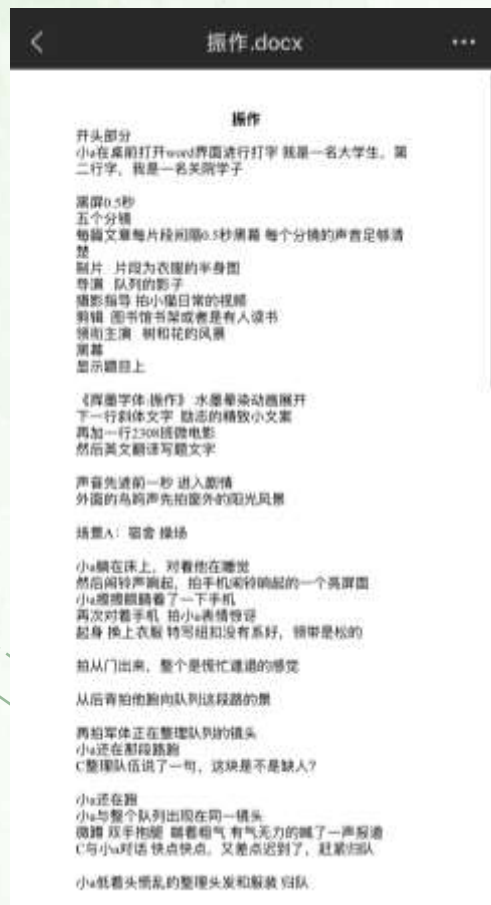 振作.docx
振作
开头部分
小a在桌前打开word界面进行打字 我是一名大学生，第
二行字，我是一名关院学子
黑屏0.5秒
五个分镜
每篇文章每片段间隔0.5秒黑幕 每个分镜的声音足够清
楚
制片 片段为衣服的半身图
导演 队列的影子
摄影指导 拍小猫日常的视频
剪辑 图书馆书架或者是有人读书
领衔主演 树和花的风景
黑幕
显示题目上
《挥墨字体:振作》 水墨晕染动画展开
下一行斜体文字 励志的精致小文案
再加一行2308班微电影
然后英文翻译写题文字
声音先进前一秒 进入剧情
外面的鸟鸣声先拍窗外的阳光风景
场景A: 宿舍 操场
小a躺在床上，对着他在睡觉
然后闹铃声响起，拍手机闹铃响起的一个亮屏图
小a揉揉眼睛看了一下手机
再次对着手机 拍小a表情惊讶
起身 换上衣服 特写纽扣没有系好，领带是松的
拍从门出来，整个是慌忙邋遢的感觉
从后背拍他跑向队列这段路的景
再拍军体正在整理队列的镜头
小a还在那段路跑
C整理队伍说了一句，这块是不是缺人?
小a还在跑
小a与整个队列出现在同一镜头
微蹲 双手抱腿 喘着粗气 有气无力的喊了一声报道
C与小a对话 快点快点，又差点迟到了，赶紧归队
小a低着头慌乱的整理头发和服装 归队